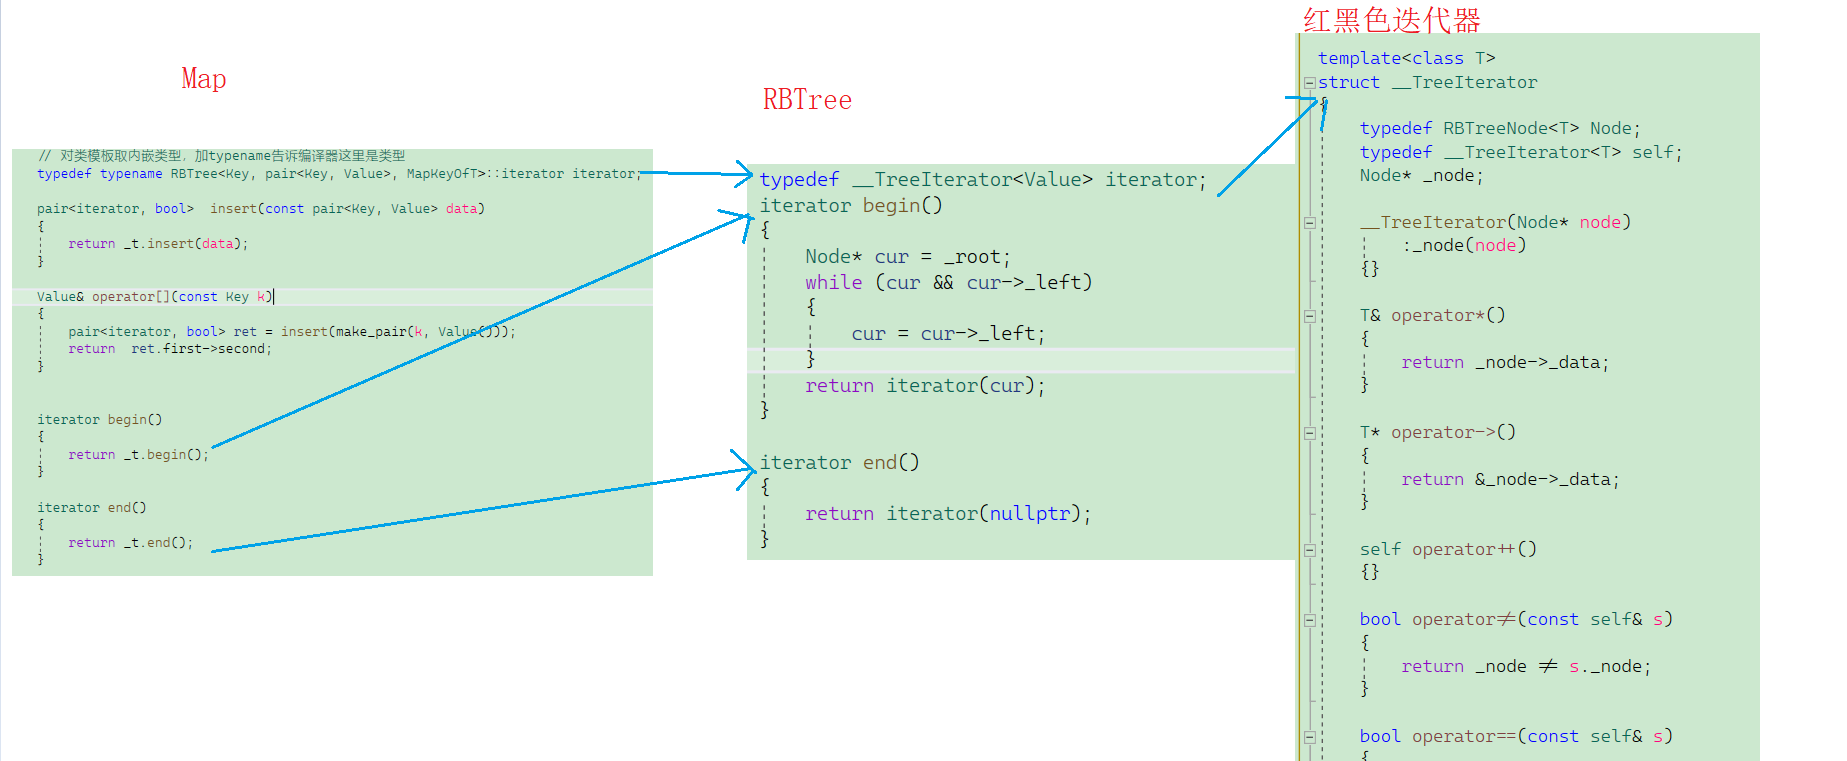 Map
// 对类模板取内嵌类型，加typename告诉编译器这里是类型
typedef typename RBTree<Key, pair<Key, Value>, MapKeyOfT>::iterator iterator;
pair<iterator, bool>  insert(const pair<Key, Value> data)
{
return _t.insert(data);
}
Value& operator[](const Key k)
{
pair<iterator, bool> ret = insert(make_pair(k, Value()));
return  ret.first->second;
}
iterator begin()
{
return _t.begin();
}
iterator end()
{
return _t.end();
}
RBTree
typedef __TreeIterator<Value> iterator;
iterator begin()
{
Node* cur = _root;
while (cur && cur->_left)
{
cur = cur->_left;
}
return iterator(cur);
}
iterator end()
{
return iterator(nullptr);
}
红黑色迭代器
template<class T>
struct __TreeIterator
{
typedef RBTreeNode<T> Node;
typedef __TreeIterator<T> self;
Node* _node;
__TreeIterator(Node* node)
:_node(node)
{}
T& operator*()
{
return _node->_data;
}
T* operator->()
{
return &_node->_data;
}
self operator++()
{}
bool operator!=(const self& s)
{
return _node != s._node;
}
bool operator==(const self& s)
{